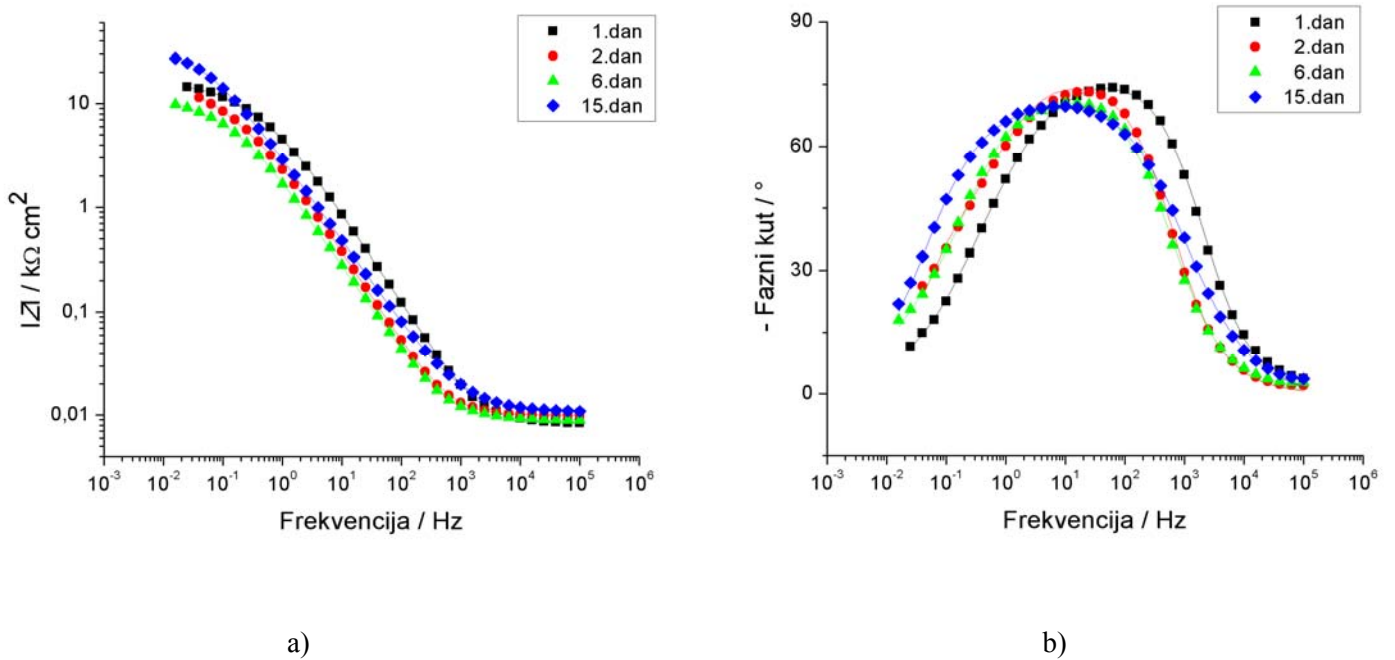 1.dan
2.dan
6.dan
15.dan
10
1
0,1
0,01
|Z| / kΩ cm²
10⁻³ 10⁻² 10⁻¹ 10⁰ 10¹ 10² 10³ 10⁴ 10⁵ 10⁶
Frekvencija / Hz
a)
1.dan
2.dan
6.dan
15.dan
90
60
30
0
- Fazni kut / °
10⁻³ 10⁻² 10⁻¹ 10⁰ 10¹ 10² 10³ 10⁴ 10⁵ 10⁶
Frekvencija / Hz
b)